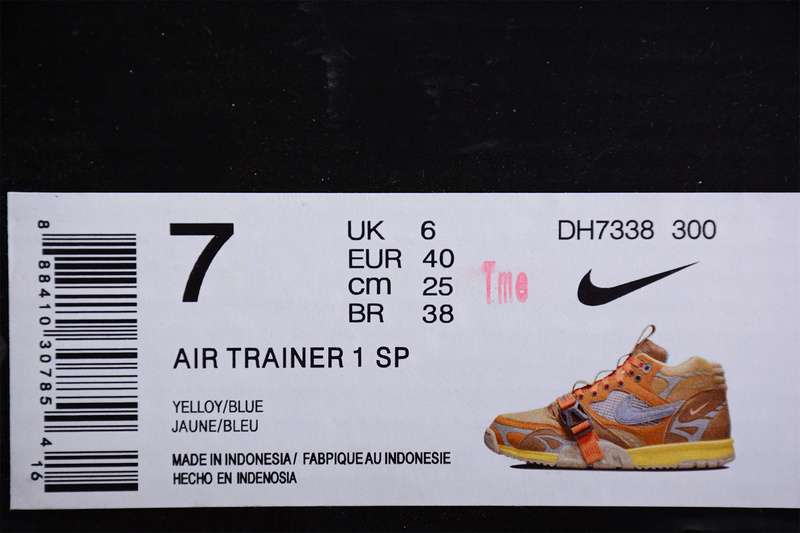 7
UK 6
EUR 40
cm 25
BR 38
DH7338 300
Tme
AIR TRAINER 1 SP
YELLOY/BLUE
JAUNE/BLEU
MADE IN INDONESIA/ FABPIQUE AU INDONESIE
HECHO EN INDENOSIA
8 88410 30785 4 16